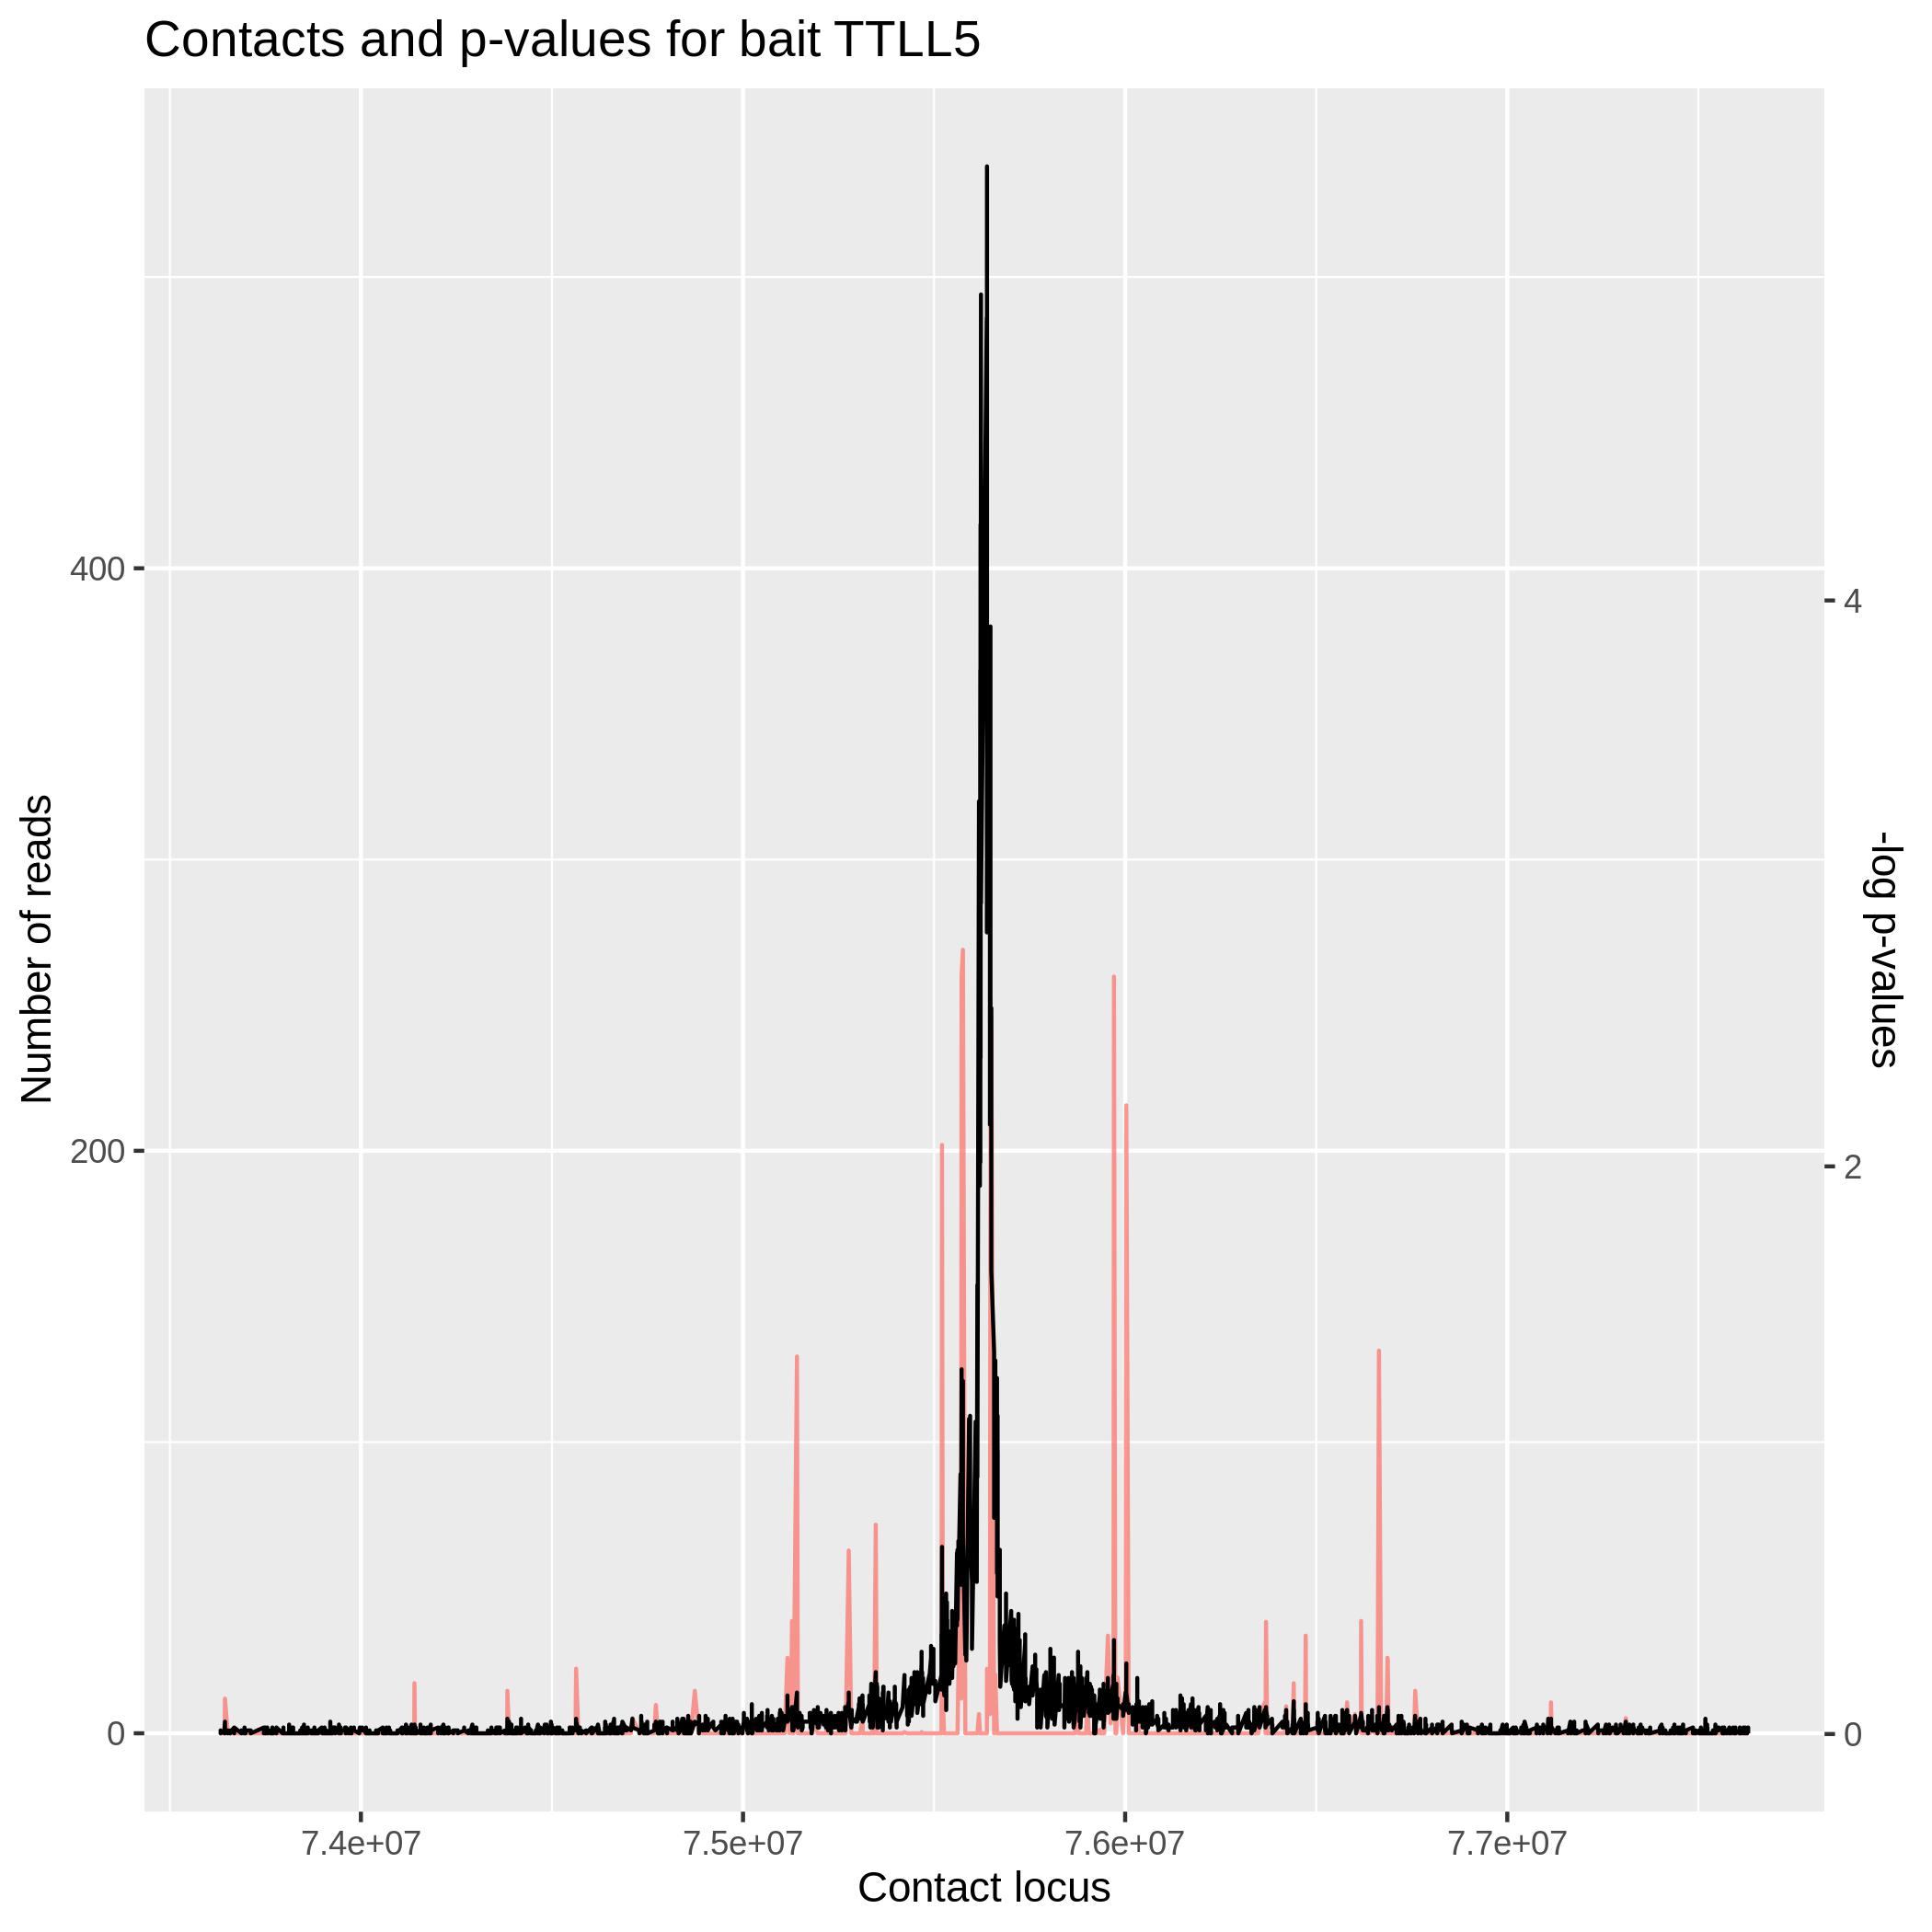 Contacts and p-values for bait TTLL5
Number of reads
400
200
0
-log p-values
4
2
0
7.4e+07
7.5e+07
7.6e+07
7.7e+07
Contact locus